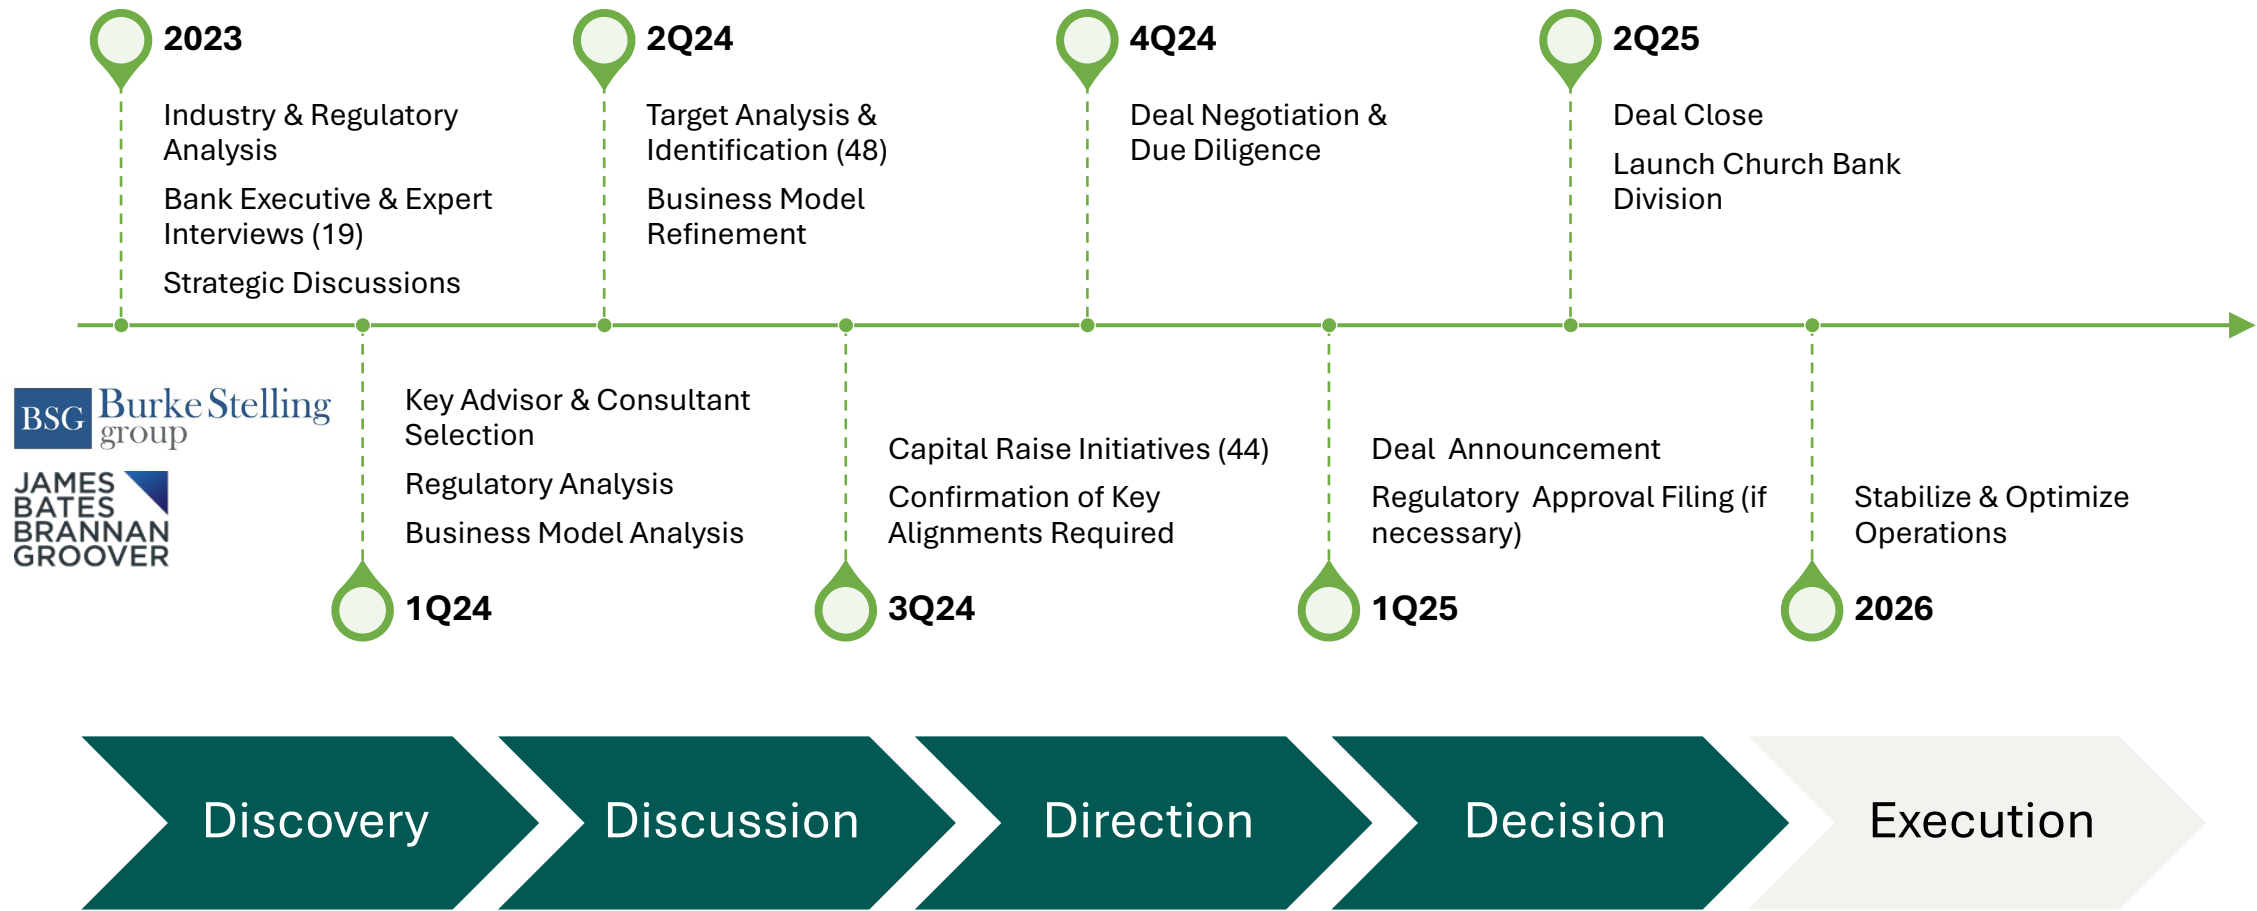 2023
Industry & Regulatory
Analysis
Bank Executive & Expert
Interviews (19)
Strategic Discussions
2Q24
Target Analysis &
Identification (48)
Business Model
Refinement
4Q24
Deal Negotiation &
Due Diligence
2Q25
Deal Close
Launch Church Bank
Division
BSG Burke Stelling
group
JAMES
BATES
BRANNAN
GROOVER
Key Advisor & Consultant
Selection
Regulatory Analysis
Business Model Analysis
1Q24
Capital Raise Initiatives (44)
Confirmation of Key
Alignments Required
3Q24
Deal  Announcement
Regulatory  Approval Filing (if
necessary)
1Q25
Stabilize & Optimize
Operations
2026
Discovery
Discussion
Direction
Decision
Execution